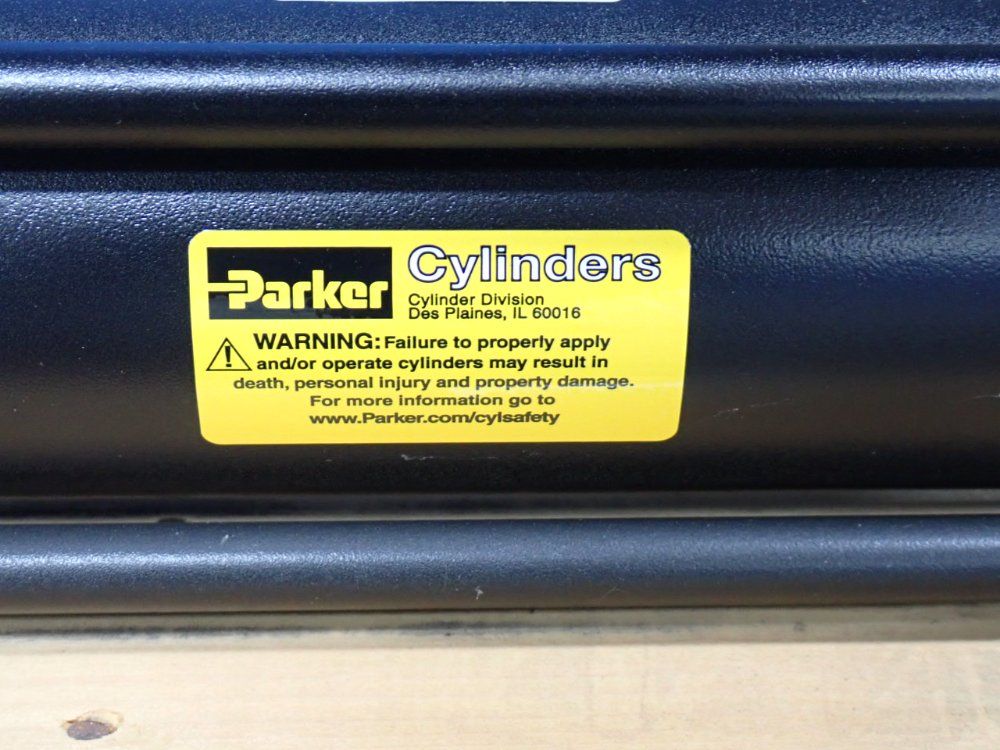 Parker
Cylinders
Cylinder Division
Des Plaines, IL 60016
WARNING: Failure to properly apply
and/or operate cylinders may result in
death, personal injury and property damage.
For more information go to
www.Parker.com/cylsafety